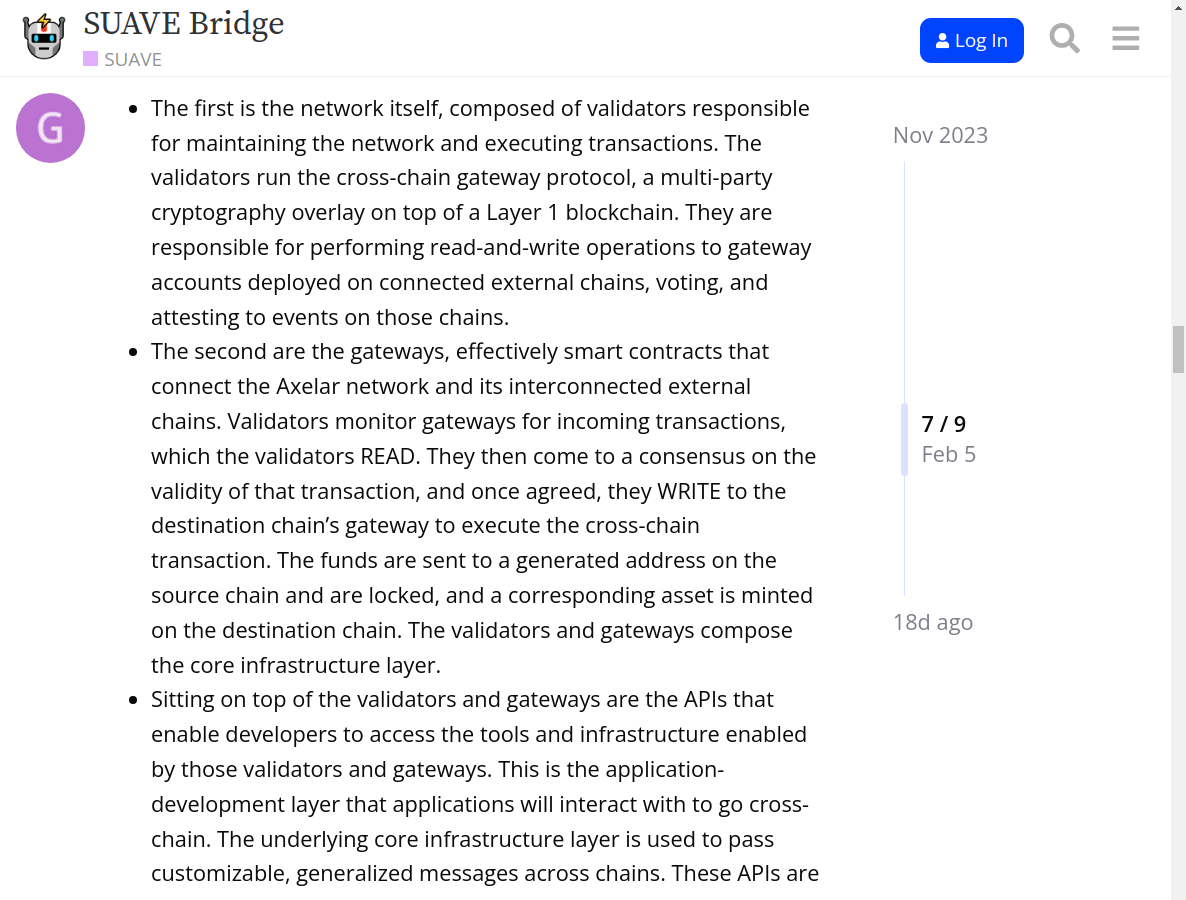 SUAVE Bridge
SUAVE
Log In
G
• The first is the network itself, composed of validators responsible
for maintaining the network and executing transactions. The
validators run the cross-chain gateway protocol, a multi-party
cryptography overlay on top of a Layer 1 blockchain. They are
responsible for performing read-and-write operations to gateway
accounts deployed on connected external chains, voting, and
attesting to events on those chains.
• The second are the gateways, effectively smart contracts that
connect the Axelar network and its interconnected external
chains. Validators monitor gateways for incoming transactions,
which the validators READ. They then come to a consensus on the
validity of that transaction, and once agreed, they WRITE to the
destination chain’s gateway to execute the cross-chain
transaction. The funds are sent to a generated address on the
source chain and are locked, and a corresponding asset is minted
on the destination chain. The validators and gateways compose
the core infrastructure layer.
• Sitting on top of the validators and gateways are the APIs that
enable developers to access the tools and infrastructure enabled
by those validators and gateways. This is the application-
development layer that applications will interact with to go cross-
chain. The underlying core infrastructure layer is used to pass
customizable, generalized messages across chains. These APIs are
Nov 2023
7 / 9
Feb 5
18d ago